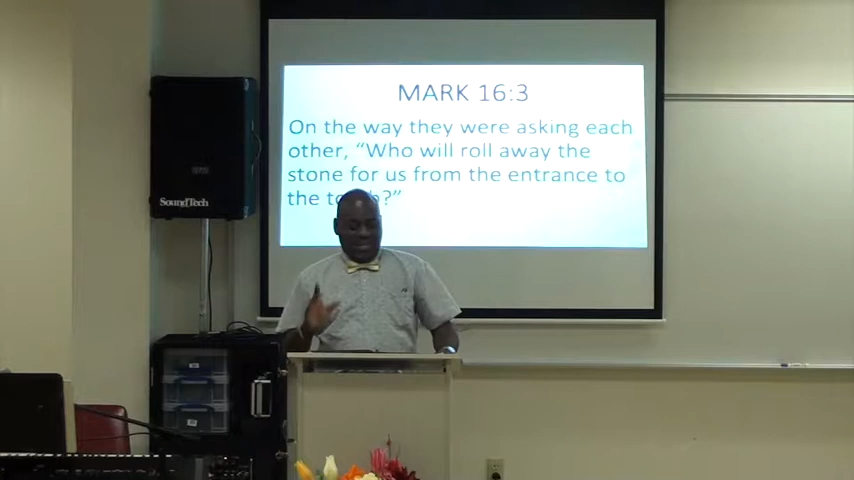 MARK 16:3
On the way they were asking each
other, “Who will roll away the
stone for us from the entrance to
the to  ?”
SOUNDTECH